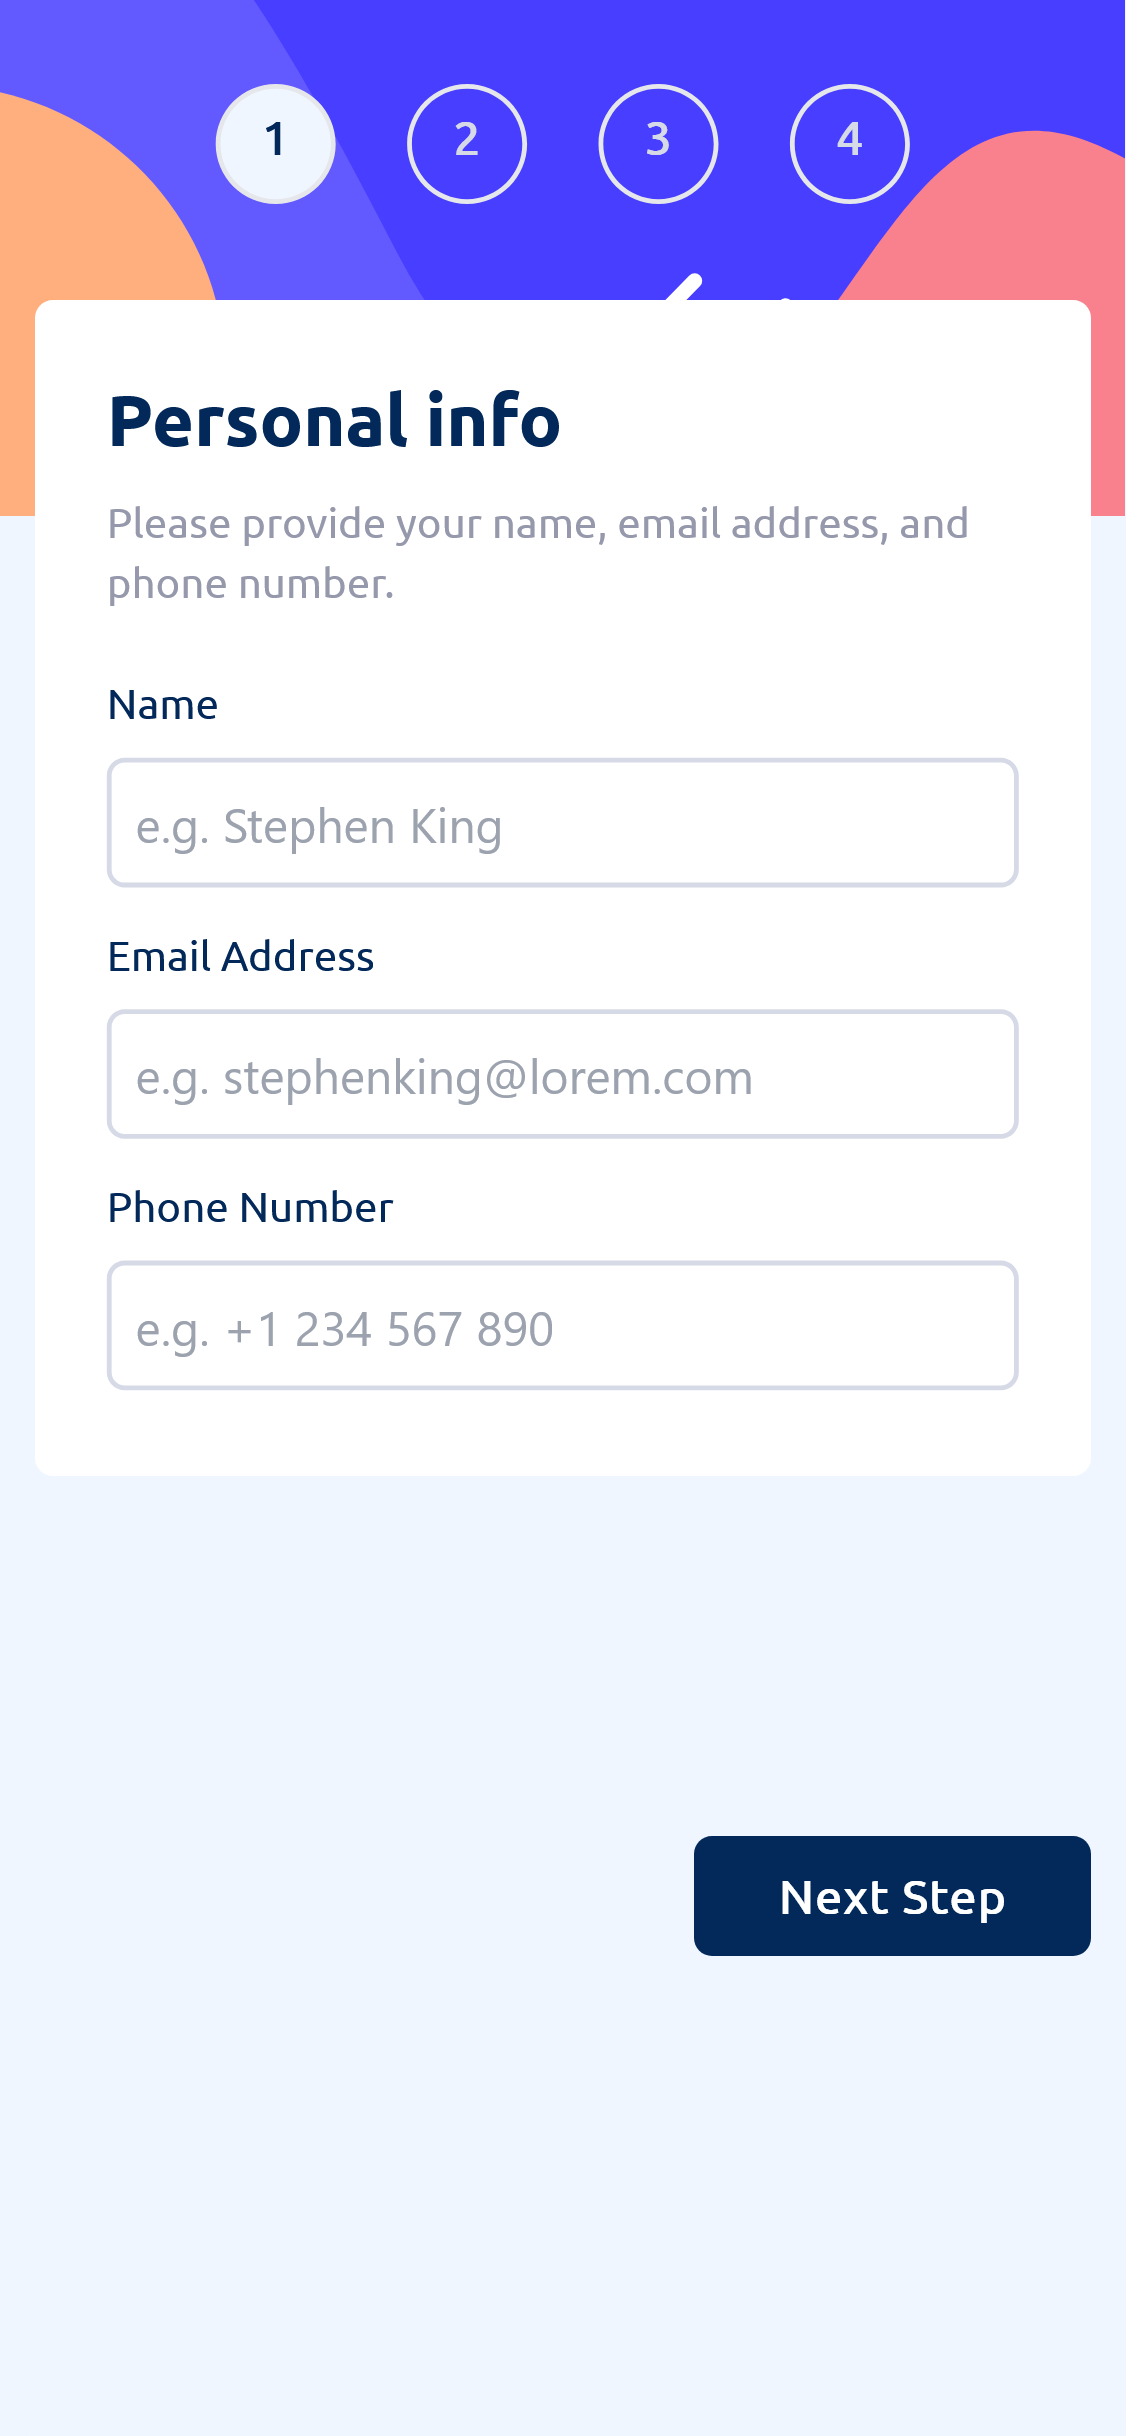 1
2
3
4
Personal info
Please provide your name, email address, and
phone number.
Name
e.g. Stephen King
Email Address
e.g. stephenking@lorem.com
Phone Number
e.g. +1 234 567 890
Next Step